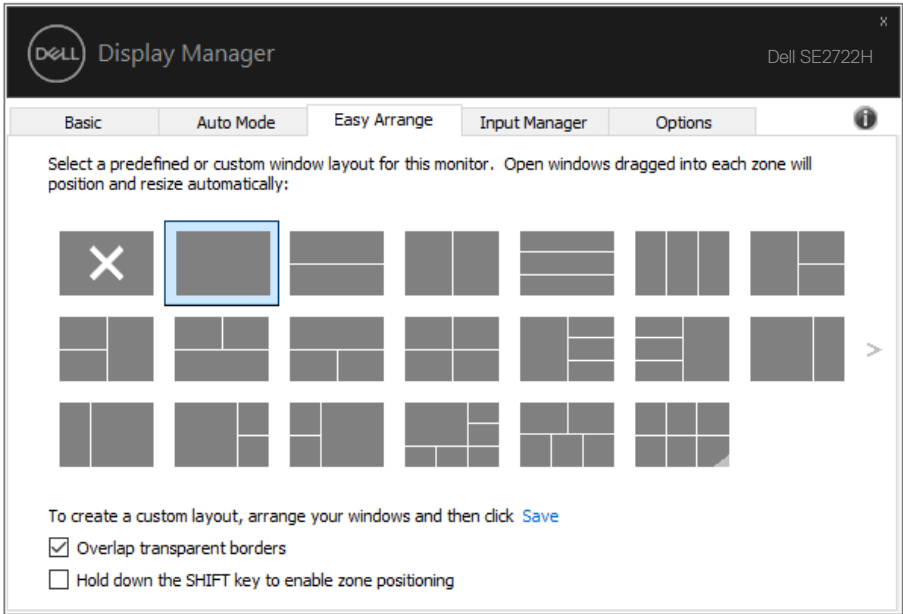 x
DELL Display Manager
Dell SE2722H
Basic Auto Mode Easy Arrange Input Manager Options
Select a predefined or custom window layout for this monitor. Open windows dragged into each zone will
position and resize automatically:
>
To create a custom layout, arrange your windows and then click Save
Overlap transparent borders
Hold down the SHIFT key to enable zone positioning